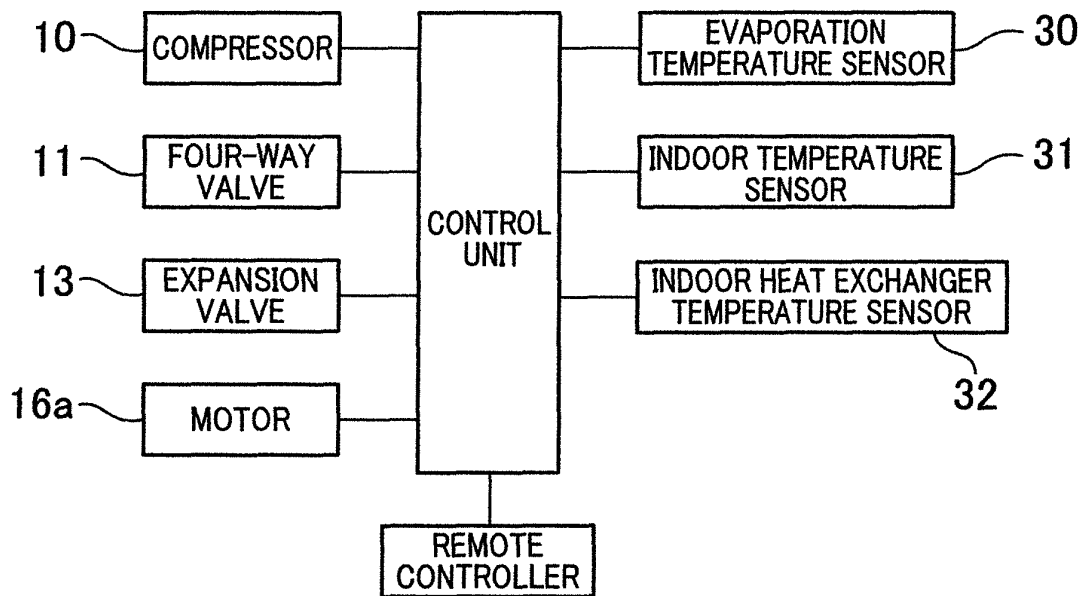 10
COMPRESSOR
11
FOUR-WAY
VALVE
13
EXPANSION
VALVE
16a
MOTOR
CONTROL
UNIT
REMOTE
CONTROLLER
EVAPORATION
TEMPERATURE SENSOR
30
INDOOR TEMPERATURE
SENSOR
31
INDOOR HEAT EXCHANGER
TEMPERATURE SENSOR
32